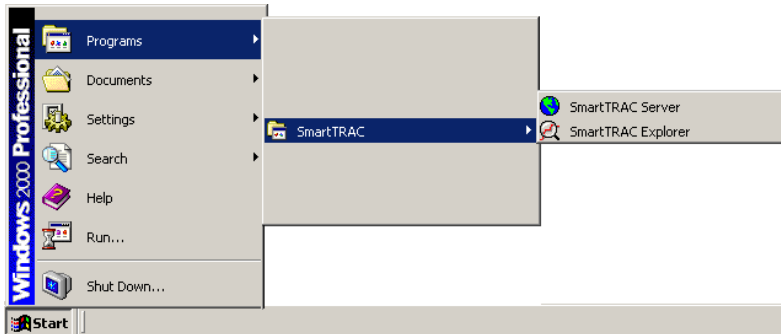 Windows 2000 Professional
Programs
Documents
Settings
Search
Help
Run...
Shut Down...
SmartTRAC
SmartTRAC Server
SmartTRAC Explorer
Start